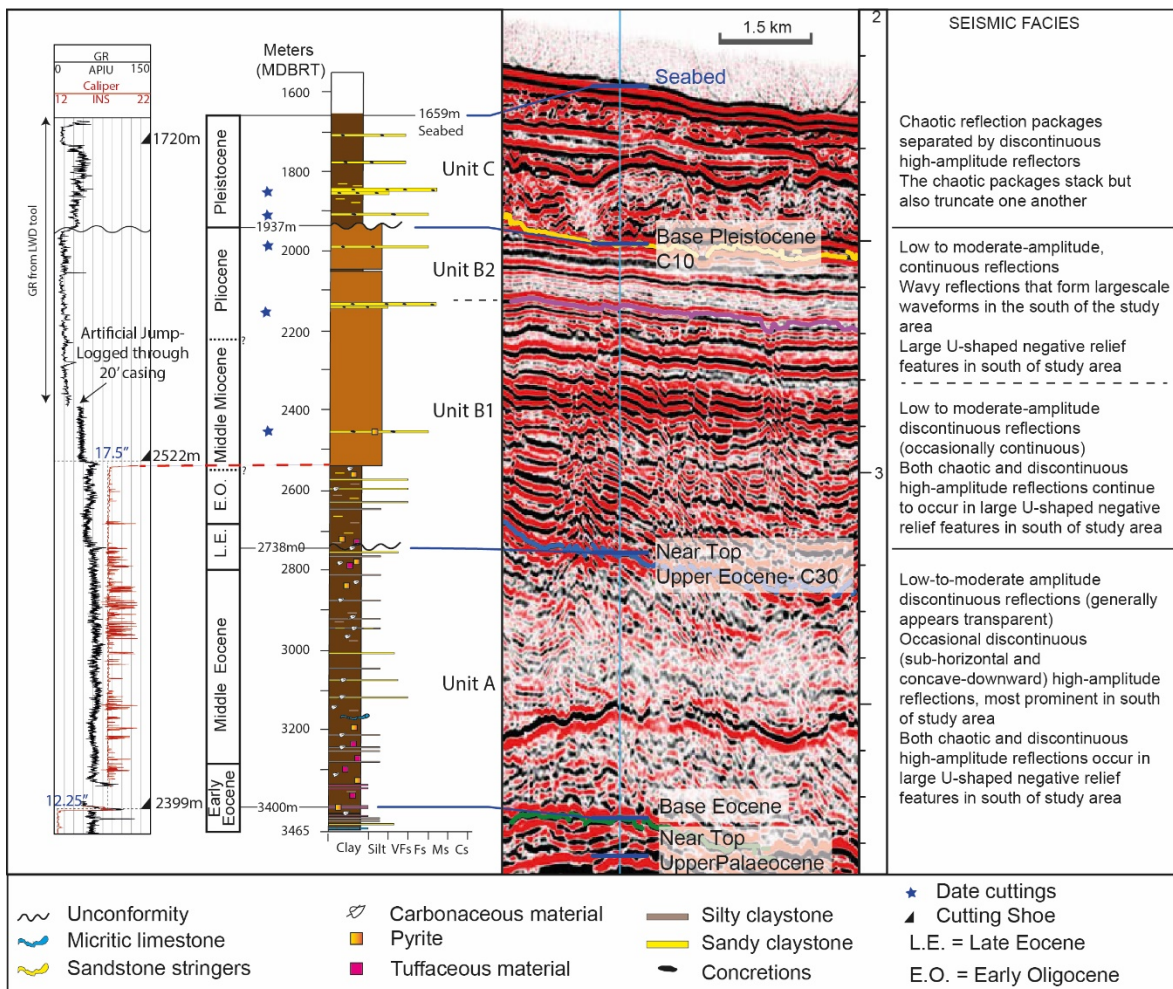 GR
0 APIU 150
Caliper
12 INS 22
GR from LWD tool
1720m
Artificial Jump-
Logged through
20' casing
17.5"
2522m
12.25"
2399m
Pleistocene
Pliocene
?
Middle Miocene
?
E.O.
L.E.
Middle Eocene
Early
Eocene
Meters
(MDBRT)
1600
1659m
Seabed
1800
1937m
2000
2200
2400
2600
2738m0
2800
3000
3200
3400m
3465
Clay Silt VFs Fs Ms Cs
Unit C
Unit B2
Unit B1
Unit A
1.5 km
Seabed
Base Pleistocene
C10
Near Top
Upper Eocene- C30
Base Eocene
Near Top
UpperPalaeocene
2
3
SEISMIC FACIES
Chaotic reflection packages
separated by discontinuous
high-amplitude reflectors
The chaotic packages stack but
also truncate one another
Low to moderate-amplitude,
continuous reflections
Wavy reflections that form largescale
waveforms in the south of the study
area
Large U-shaped negative relief
features in south of study area
Low to moderate-amplitude
discontinuous reflections
(occasionally continuous)
Both chaotic and discontinuous
high-amplitude reflections continue
to occur in large U-shaped negative
relief features in south of study area
Low-to-moderate amplitude
discontinuous reflections (generally
appears transparent)
Occasional discontinuous
(sub-horizontal and
concave-downward) high-amplitude
reflections, most prominent in south
of study area
Both chaotic and discontinuous
high-amplitude reflections occur in
large U-shaped negative relief
features in south of study area
Unconformity
Micritic limestone
Sandstone stringers
Carbonaceous material
Pyrite
Tuffaceous material
Silty claystone
Sandy claystone
Concretions
Date cuttings
Cutting Shoe
L.E. = Late Eocene
E.O. = Early Oligocene